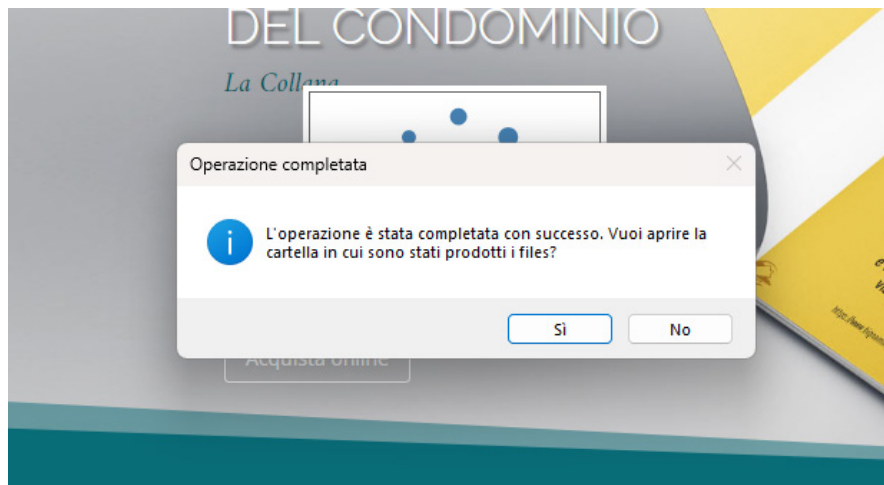 DEL CONDOMINIO
La Collana
Operazione completata
L'operazione è stata completata con successo. Vuoi aprire la
cartella in cui sono stati prodotti i files?
Sì
No
Acquista online